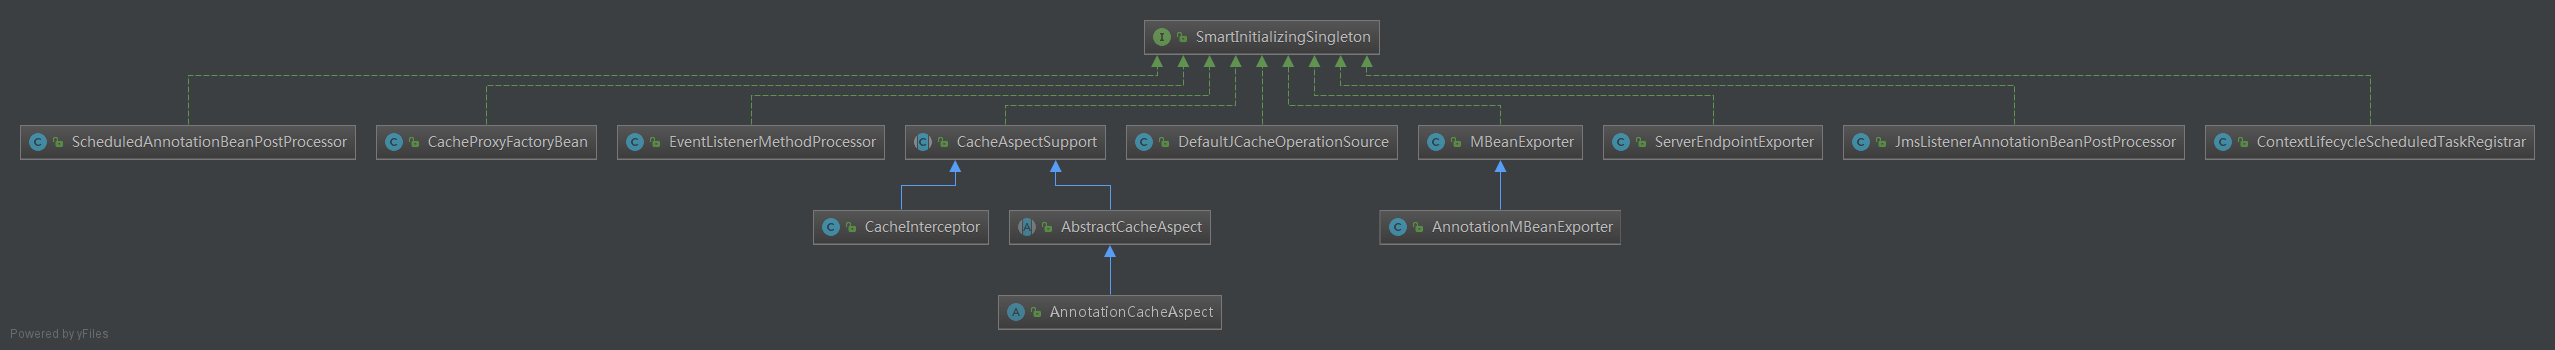 SmartInitializingSingleton
ScheduledAnnotationBeanPostProcessor
CacheProxyFactoryBean
EventListenerMethodProcessor
CacheAspectSupport
DefaultJCacheOperationSource
MBeanExporter
ServerEndpointExporter
JmsListenerAnnotationBeanPostProcessor
ContextLifecycleScheduledTaskRegistrar
CacheInterceptor
AbstractCacheAspect
AnnotationMBeanExporter
AnnotationCacheAspect
Powered by yFiles